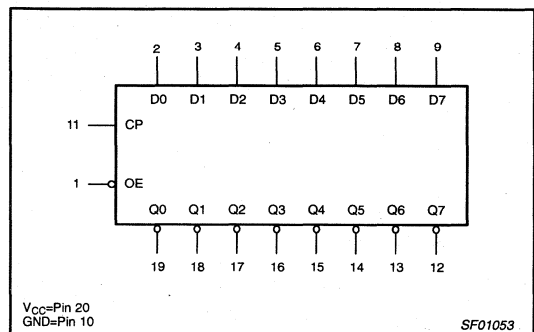 2 3 4 5 6 7 8 9
D0 D1 D2 D3 D4 D5 D6 D7
11 CP
1 OE
Q0 Q1 Q2 Q3 Q4 Q5 Q6 Q7
19 18 17 16 15 14 13 12
VCC=Pin 20
GND=Pin 10
SF01053